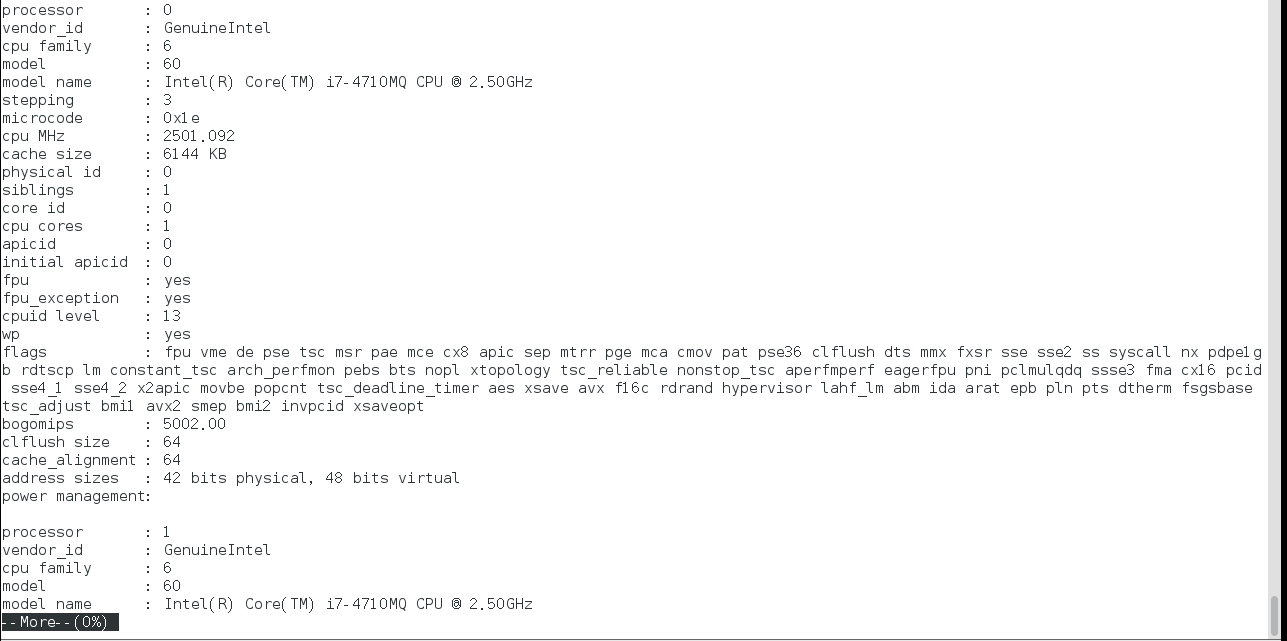 processor       : 0
vendor_id       : GenuineIntel
cpu family      : 6
model           : 60
model name      : Intel(R) Core(TM) i7-4710MQ CPU @ 2.50GHz
stepping        : 3
microcode       : 0x1e
cpu MHz         : 2501.092
cache size      : 6144 KB
physical id     : 0
siblings        : 1
core id         : 0
cpu cores       : 1
apicid          : 0
initial apicid  : 0
fpu             : yes
fpu_exception   : yes
cpuid level     : 13
wp              : yes
flags           : fpu vme de pse tsc msr pae mce cx8 apic sep mtrr pge mca cmov pat pse36 clflush dts mmx fxsr sse sse2 ss syscall nx pdpe1g
b rdtscp lm constant_tsc arch_perfmon pebs bts nopl xtopology tsc_reliable nonstop_tsc aperfmperf eagerfpu pni pclmulqdq ssse3 fma cx16 pcid
 sse4_1 sse4_2 x2apic movbe popcnt tsc_deadline_timer aes xsave avx f16c rdrand hypervisor lahf_lm abm ida arat epb pln pts dtherm fsgsbase
tsc_adjust bmi1 avx2 smep bmi2 invpcid xsaveopt
bogomips        : 5002.00
clflush size    : 64
cache_alignment : 64
address sizes   : 42 bits physical, 48 bits virtual
power management:

processor       : 1
vendor_id       : GenuineIntel
cpu family      : 6
model           : 60
model name      : Intel(R) Core(TM) i7-4710MQ CPU @ 2.50GHz
--More--(0%)